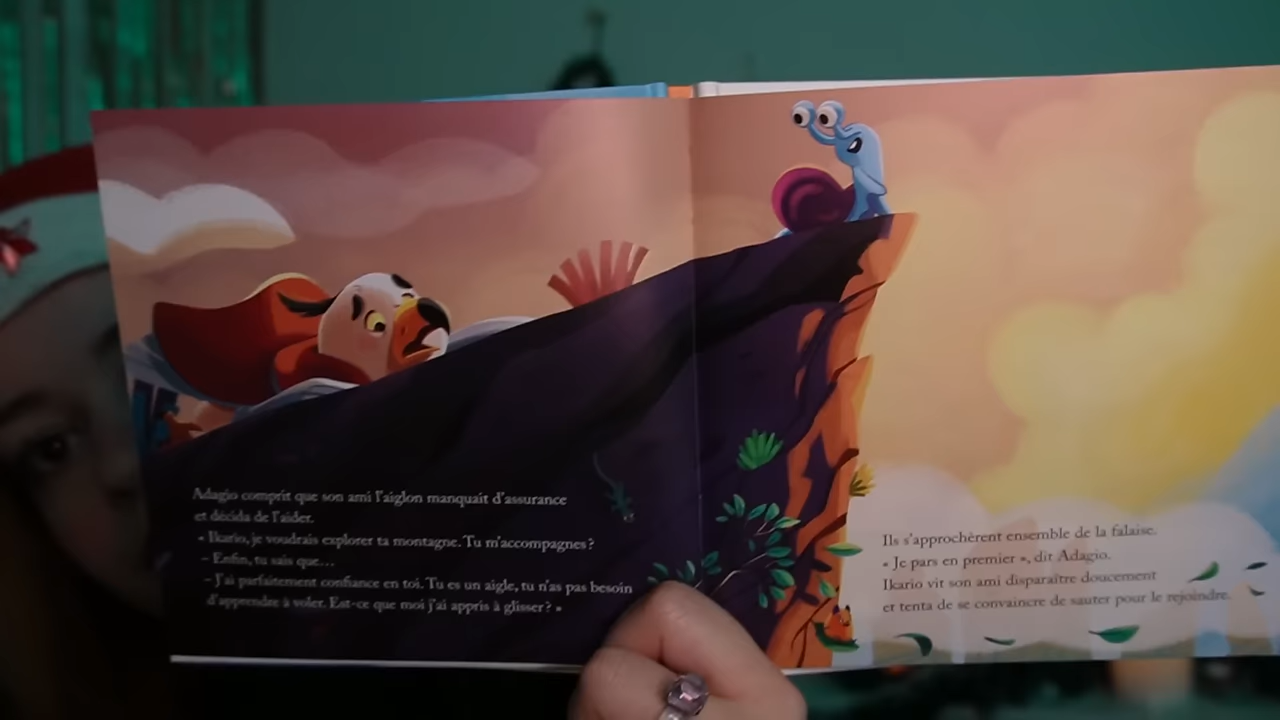 Adagio comprit que son ami l'aiglon manquait d'assurance
et décida de l'aider.
« Ikario, je voudrais explorer ta montagne. Tu m'accompagnes ?
– Enfin, tu sais que…
– J'ai parfaitement confiance en toi. Tu es un aigle, tu n'as pas besoin
d'apprendre à voler. Est-ce que moi j'ai appris à glisser ? »
Ils s'approchèrent ensemble de la falaise.
« Je pars en premier », dit Adagio.
Ikario vit son ami disparaître doucement
et tenta de se convaincre de sauter pour le rejoindre.